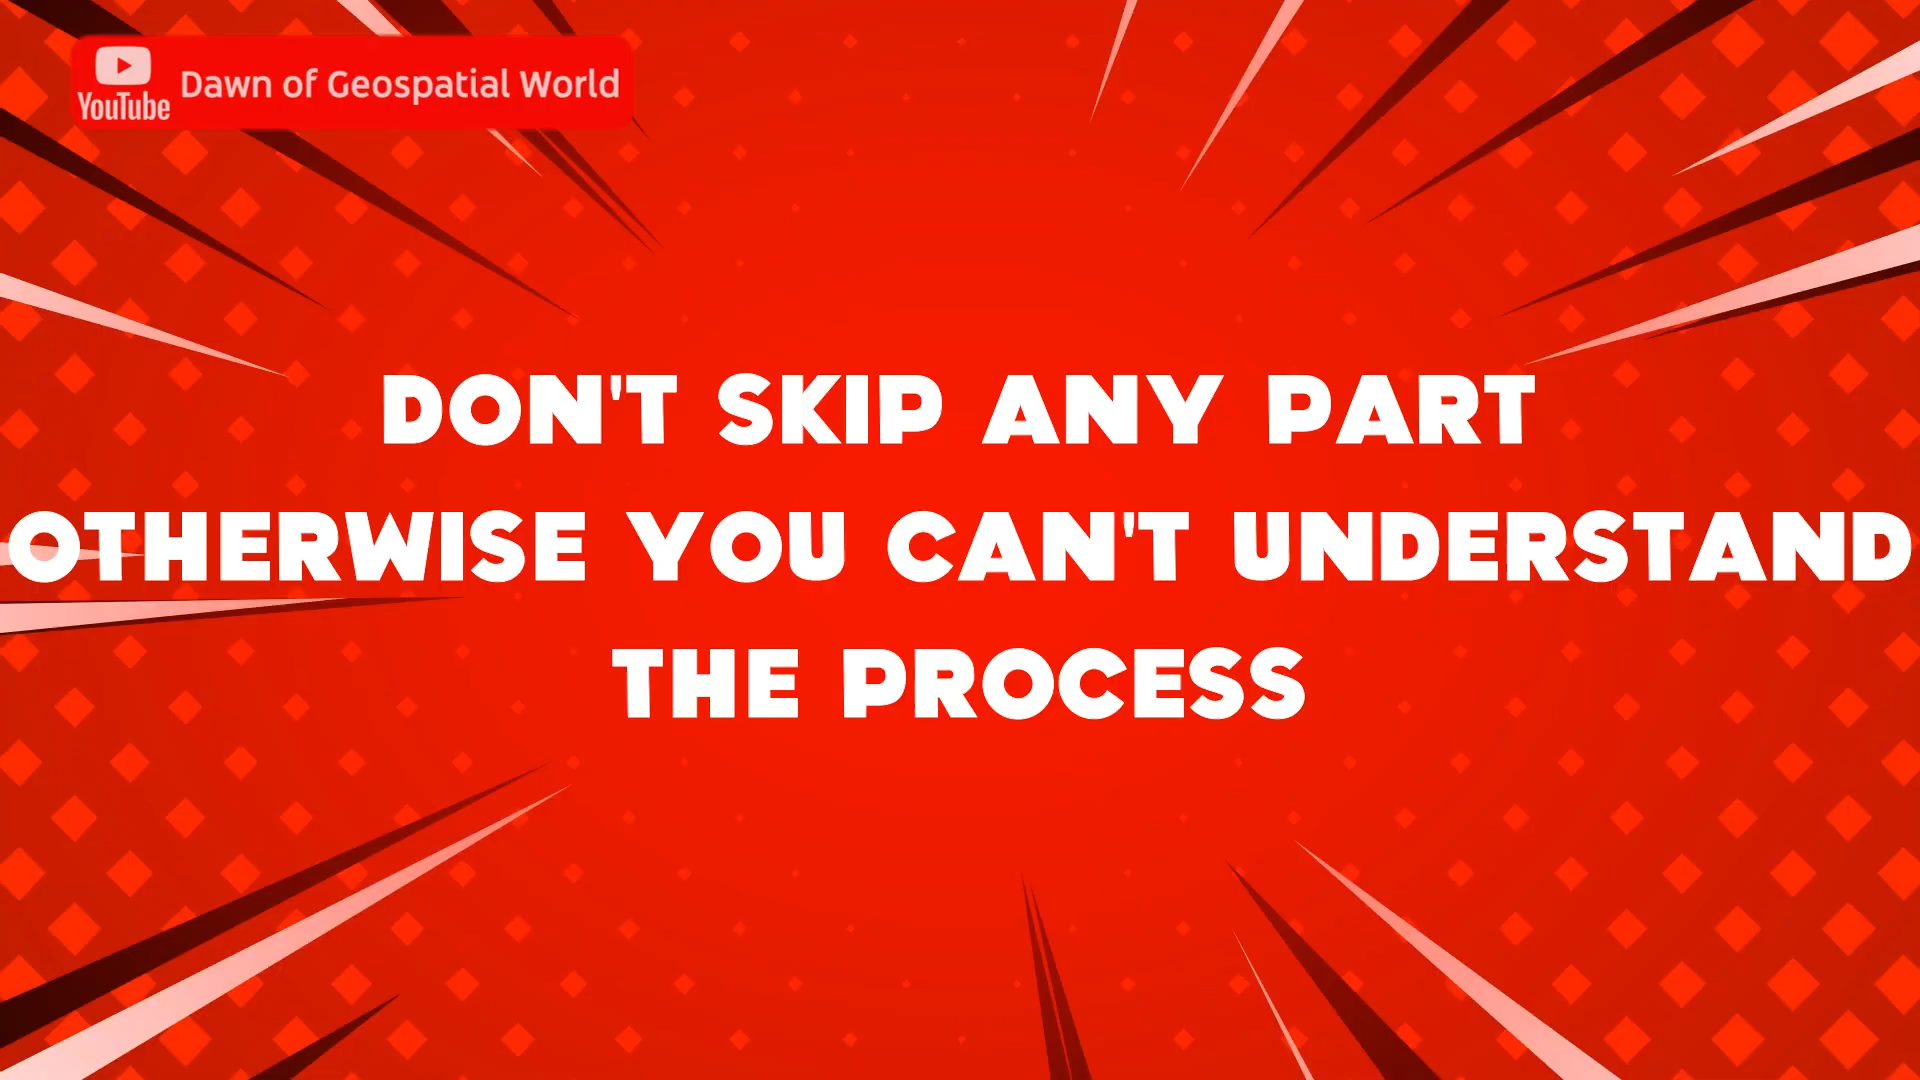 YouTube
Dawn of Geospatial World
DON'T SKIP ANY PART
OTHERWISE YOU CAN'T UNDERSTAND
THE PROCESS